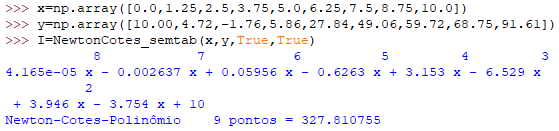 >>> x=np.array([0.0,1.25,2.5,3.75,5.0,6.25,7.5,8.75,10.0])
>>> y=np.array([10.00,4.72,-1.76,5.86,27.84,49.06,59.72,68.75,91.61])
>>> I=NewtonCotes_semtab(x,y,True,True)
8 7 6 5 4 3
4.165e-05 x - 0.002637 x + 0.05956 x - 0.6263 x + 3.153 x - 6.529 x
2
+ 3.946 x - 3.754 x + 10
Newton-Cotes-Polinômio 9 pontos = 327.810755